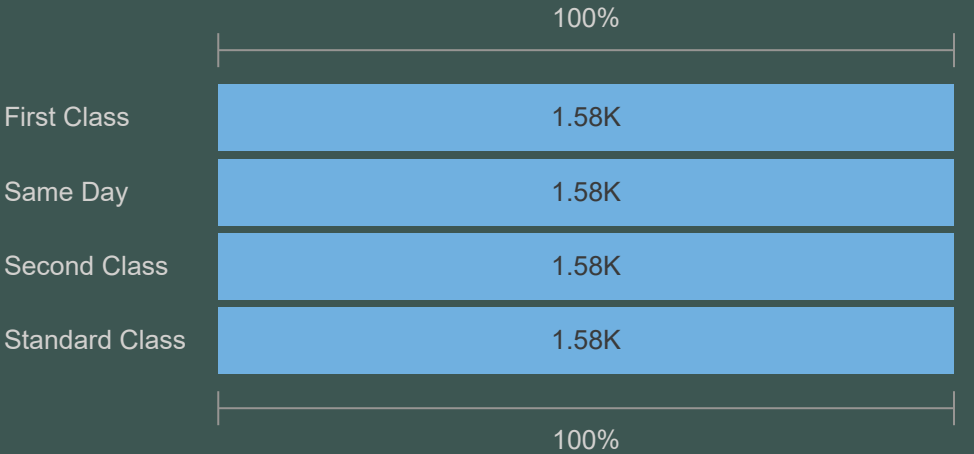 100%
First Class 1.58K
Same Day 1.58K
Second Class 1.58K
Standard Class 1.58K
100%